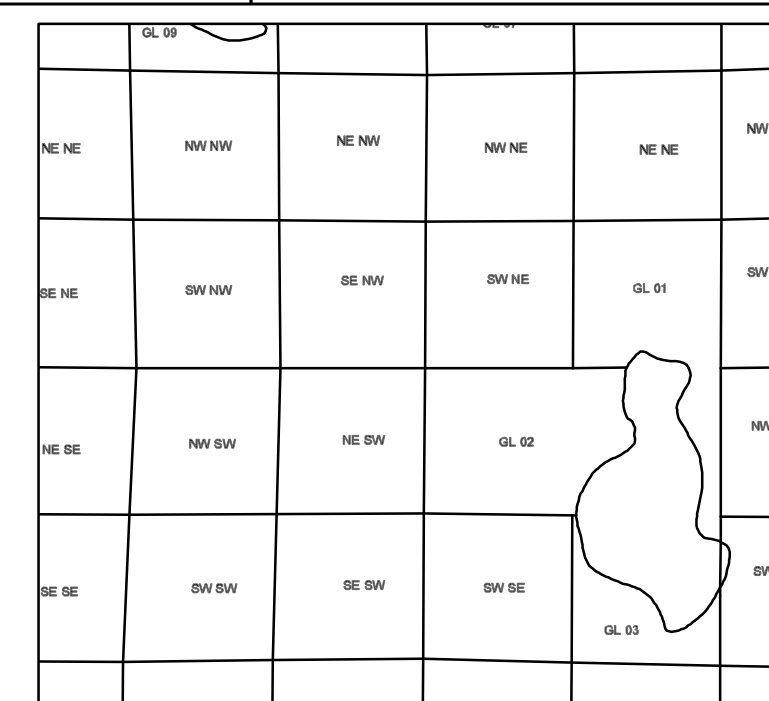 GL 09
NE NE
NW NW
NE NW
NW NE
NE NE
NW
SE NE
SW NW
SE NW
SW NE
GL 01
SW
NE SE
NW SW
NE SW
GL 02
NW
SE SE
SW SW
SE SW
SW SE
GL 03
SW